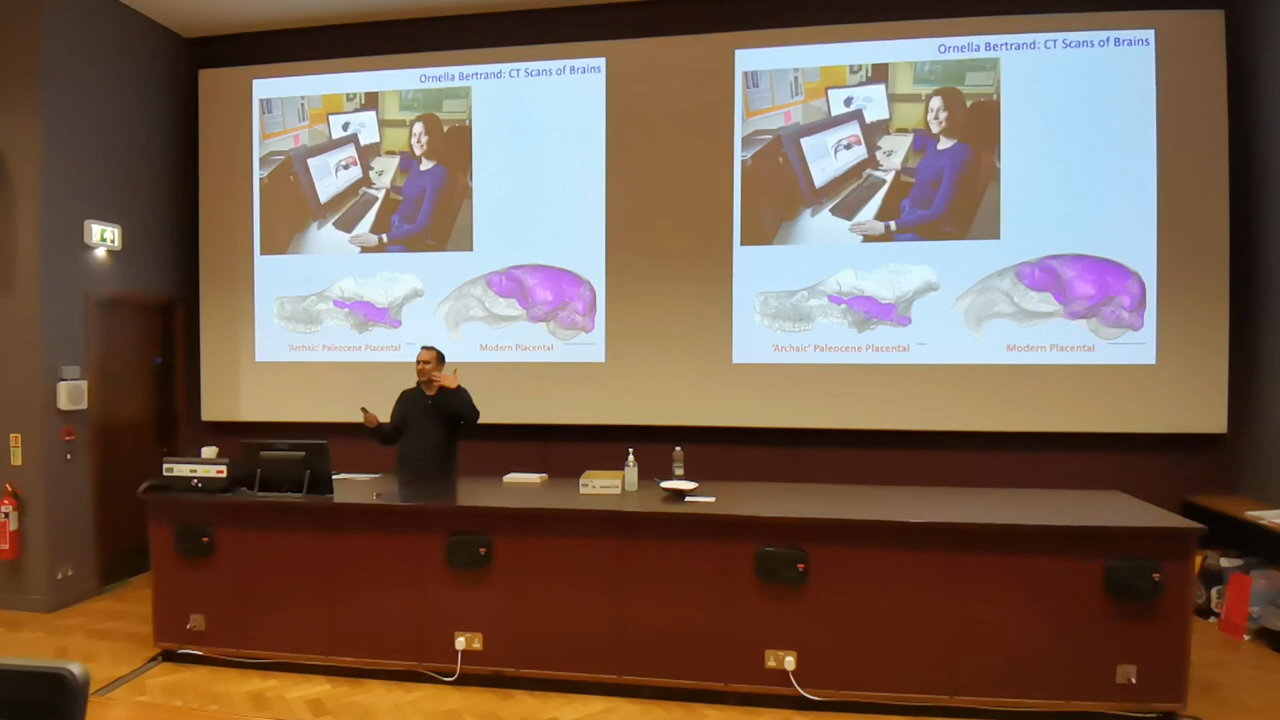 Ornella Bertrand: CT Scans of Brains
'Archaic' Paleocene Placental
Modern Placental
Ornella Bertrand: CT Scans of Brains
'Archaic' Paleocene Placental
Modern Placental